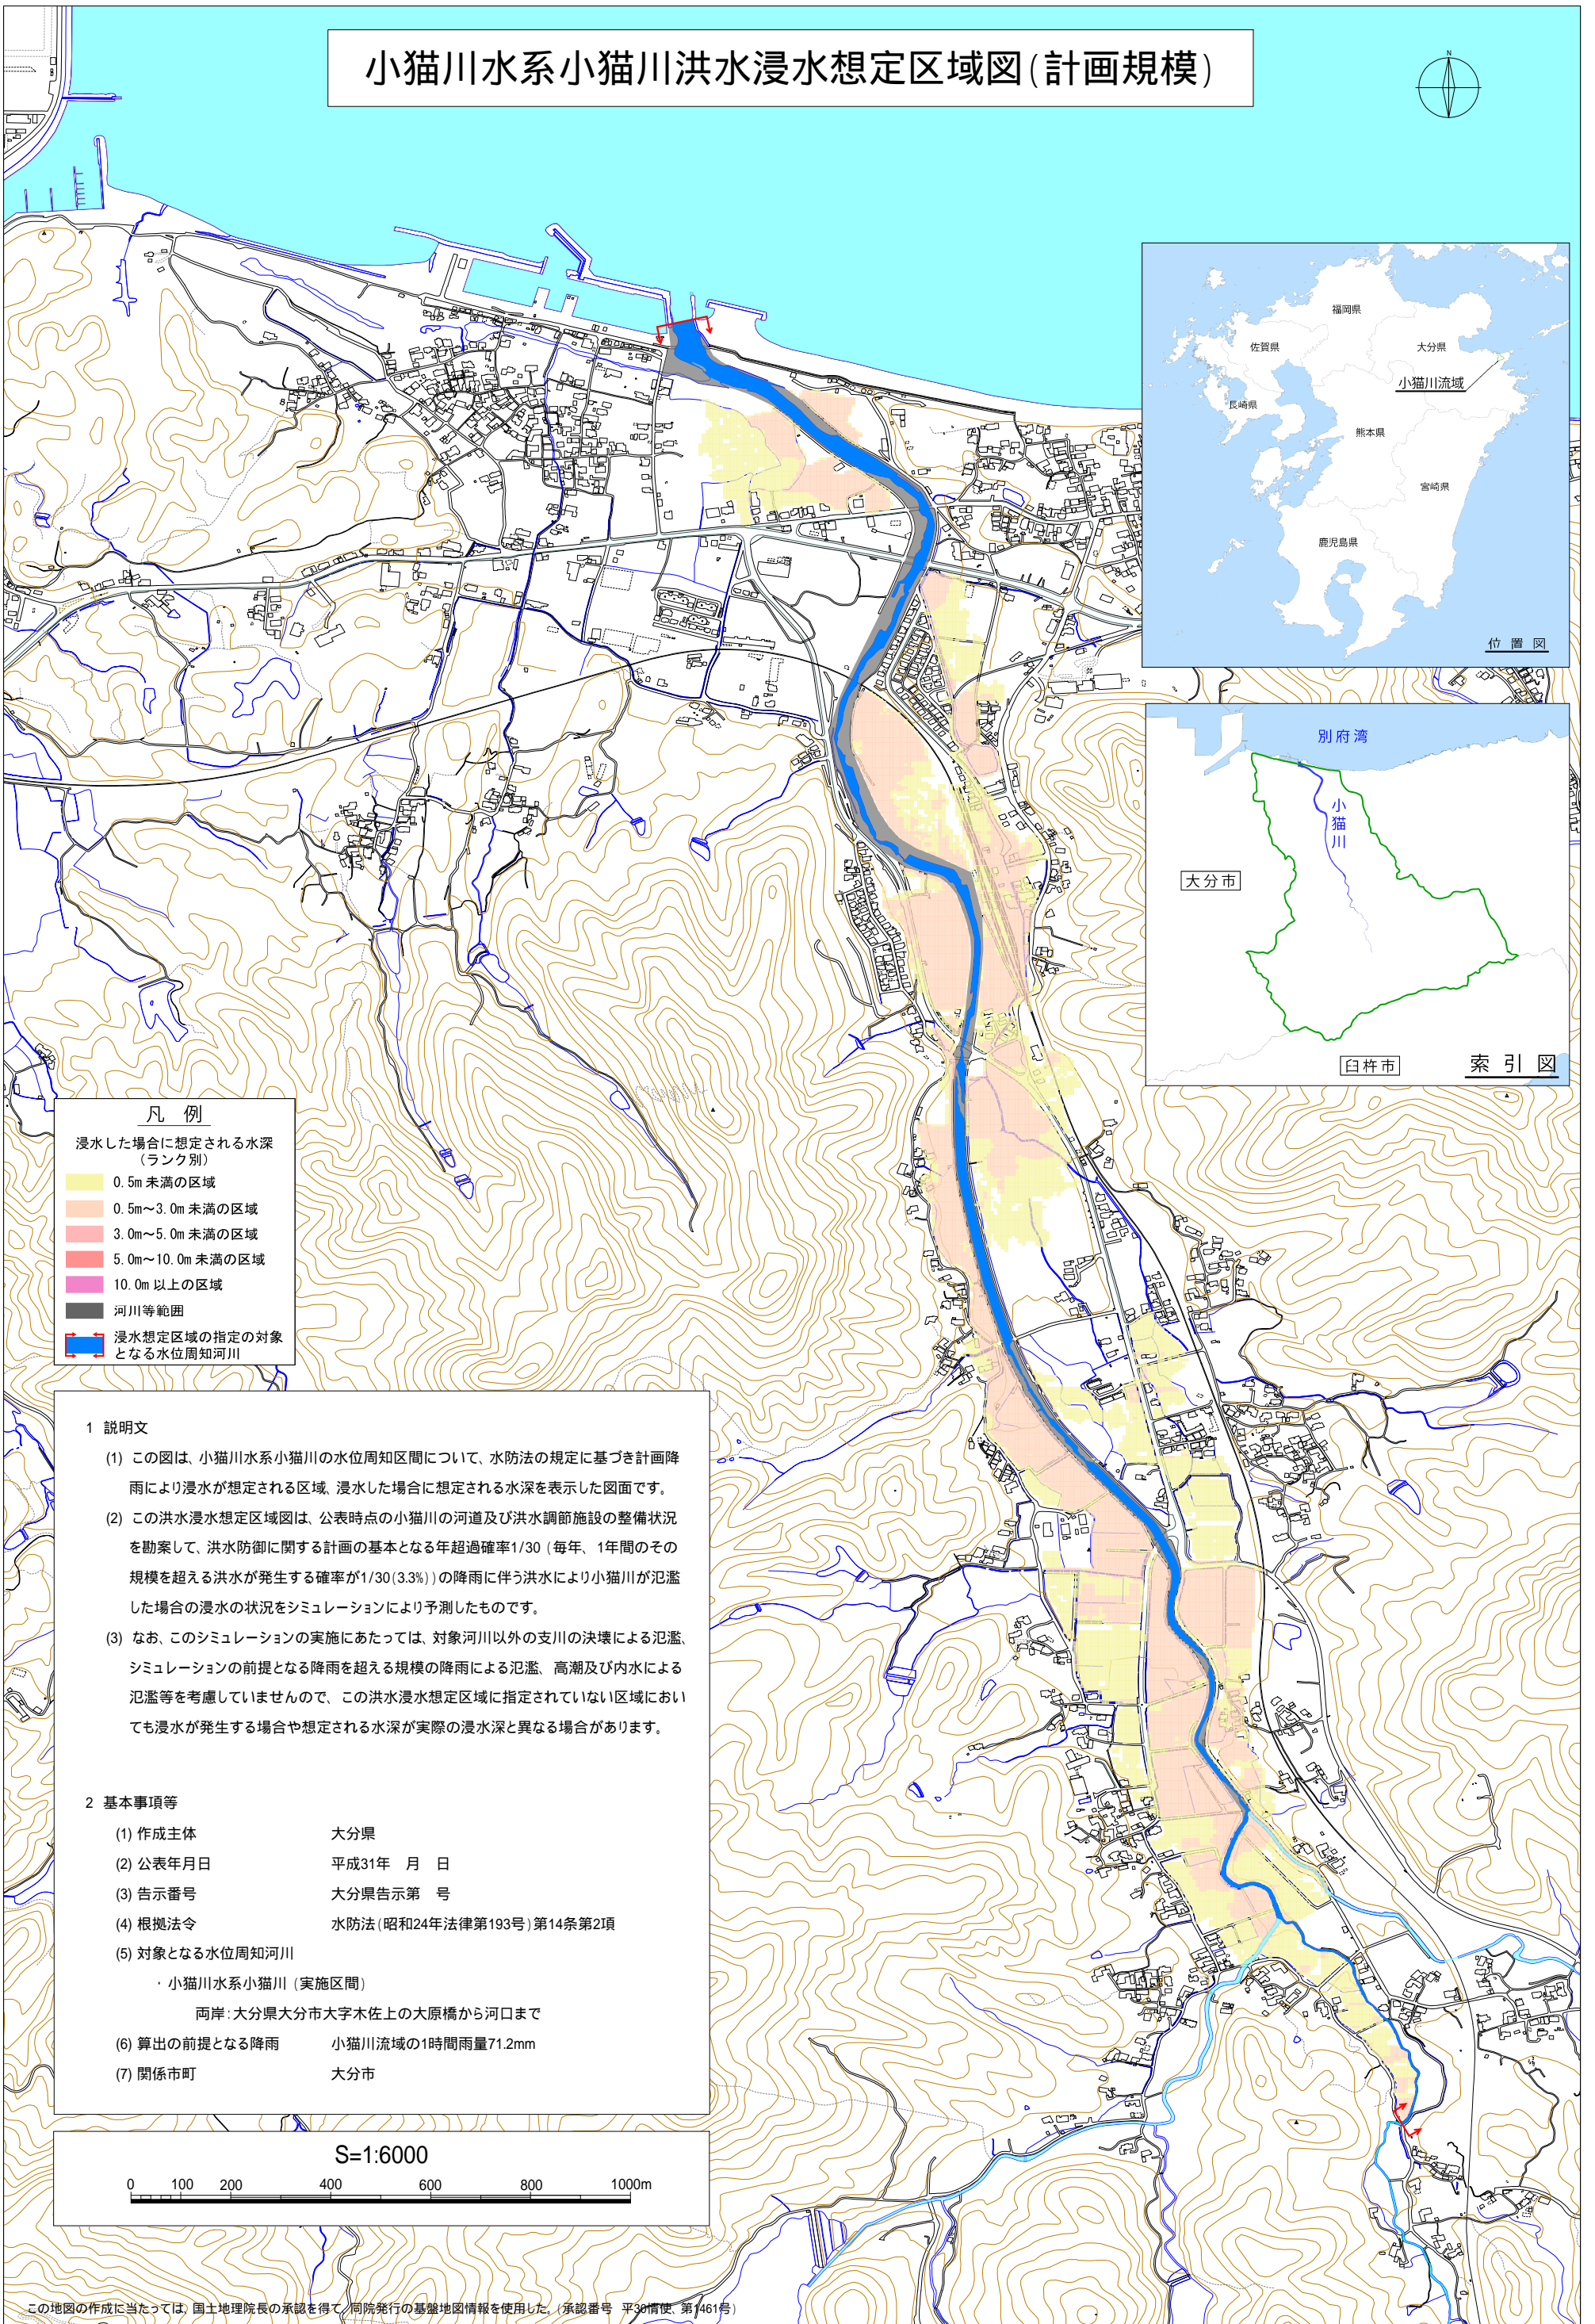 小猫川水系小猫川洪水浸水想定区域図(計画規模)
N
福岡県
佐賀県
大分県
小猫川流域
長崎県
熊本県
宮崎県
鹿児島県
位 置 図
別府湾
小猫川
大分市
臼杵市
索 引 図
凡 例
浸水した場合に想定される水深
(ランク別)
0.5m 未満の区域
0.5m～3.0m 未満の区域
3.0m～5.0m 未満の区域
5.0m～10.0m 未満の区域
10.0m 以上の区域
河川等範囲
浸水想定区域の指定の対象
となる水位周知河川
1 説明文
(1) この図は、小猫川水系小猫川の水位周知区間について、水防法の規定に基づき計画降
雨により浸水が想定される区域、浸水した場合に想定される水深を表示した図面です。
(2) この洪水浸水想定区域図は、公表時点の小猫川の河道及び洪水調節施設の整備状況
を勘案して、洪水防御に関する計画の基本となる年超過確率1/30 (毎年、1年間のその
規模を超える洪水が発生する確率が1/30(3.3%))の降雨に伴う洪水により小猫川が氾濫
した場合の浸水の状況をシミュレーションにより予測したものです。
(3) なお、このシミュレーションの実施にあたっては、対象河川以外の支川の決壊による氾濫、
シミュレーションの前提となる降雨を超える規模の降雨による氾濫、高潮及び内水による
氾濫等を考慮していませんので、この洪水浸水想定区域に指定されていない区域におい
ても浸水が発生する場合や想定される水深が実際の浸水深と異なる場合があります。
2 基本事項等
(1) 作成主体 大分県
(2) 公表年月日 平成31年 月 日
(3) 告示番号 大分県告示第 号
(4) 根拠法令 水防法(昭和24年法律第193号)第14条第2項
(5) 対象となる水位周知河川
・小猫川水系小猫川 (実施区間)
両岸:大分県大分市大字木佐上の大原橋から河口まで
(6) 算出の前提となる降雨 小猫川流域の1時間雨量71.2mm
(7) 関係市町 大分市
S=1:6000
0 100 200 400 600 800 1000m
この地図の作成に当たっては、国土地理院長の承認を得て、同院発行の基盤地図情報を使用した。(承認番号 平30情使、第1461号)